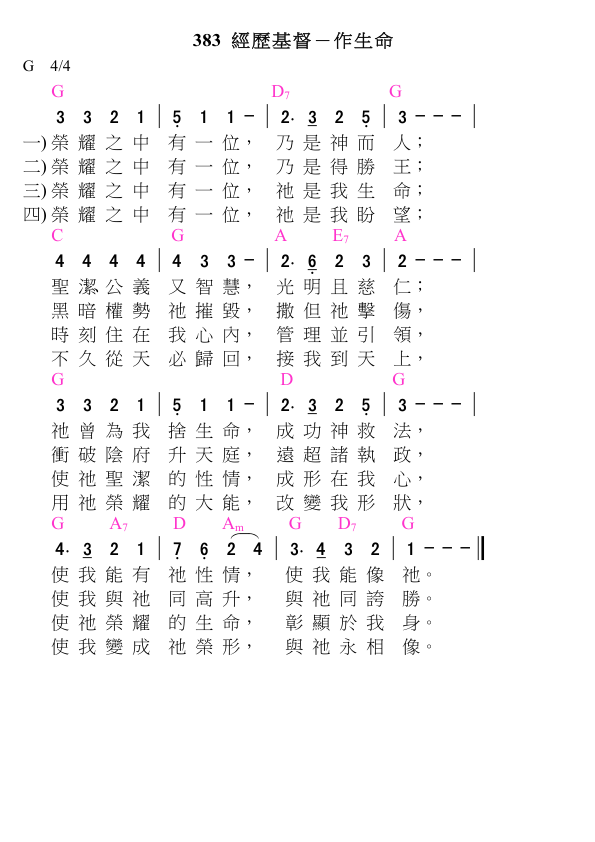 383 經歷基督－作生命
G 4/4
G D7 G
3 3 2 1 | 5 1 1 - | 2. 3 2 5 | 3 - - - |
一) 榮耀之中 有一位， 乃是神而 人；
二) 榮耀之中 有一位， 乃是得勝 王；
三) 榮耀之中 有一位， 祂是我生 命；
四) 榮耀之中 有一位， 祂是我盼 望；
C G A E7 A
4 4 4 4 | 4 3 3 - | 2. 6 2 3 | 2 - - - |
聖潔公義 又智慧， 光明且慈 仁；
黑暗權勢 祂摧毀， 撒但祂擊 傷，
時刻住在 我心內， 管理並引 領，
不久從天 必歸回， 接我到天 上，
G D G
3 3 2 1 | 5 1 1 - | 2. 3 2 5 | 3 - - - |
祂曾為我 捨生命， 成功神救 法，
衝破陰府 升天庭， 遠超諸執 政，
使祂聖潔 的性情， 成形在我 心，
用祂榮耀 的大能， 改變我形 狀，
G A7 D Am G D7 G
4. 3 2 1 | 7 6 2 4 | 3. 4 3 2 | 1 - - - ||
使我能有 祂性情， 使我能像 祂。
使我與祂 同高升， 與祂同誇 勝。
使祂榮耀 的生命， 彰顯於我 身。
使我變成 祂榮形， 與祂永相 像。